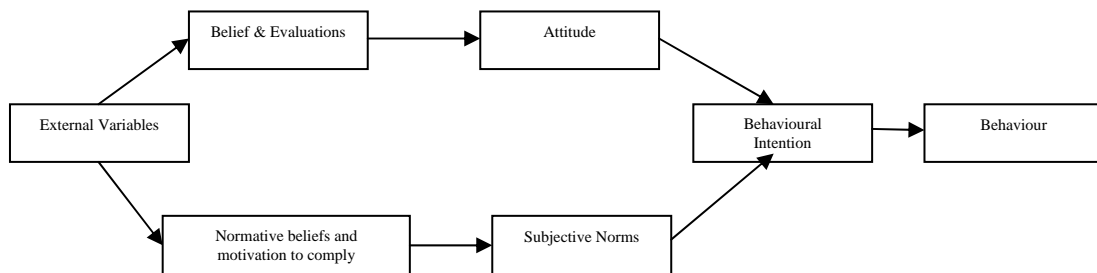 Belief & Evaluations
Attitude
External Variables
Behavioural
Intention
Behaviour
Normative beliefs and
motivation to comply
Subjective Norms